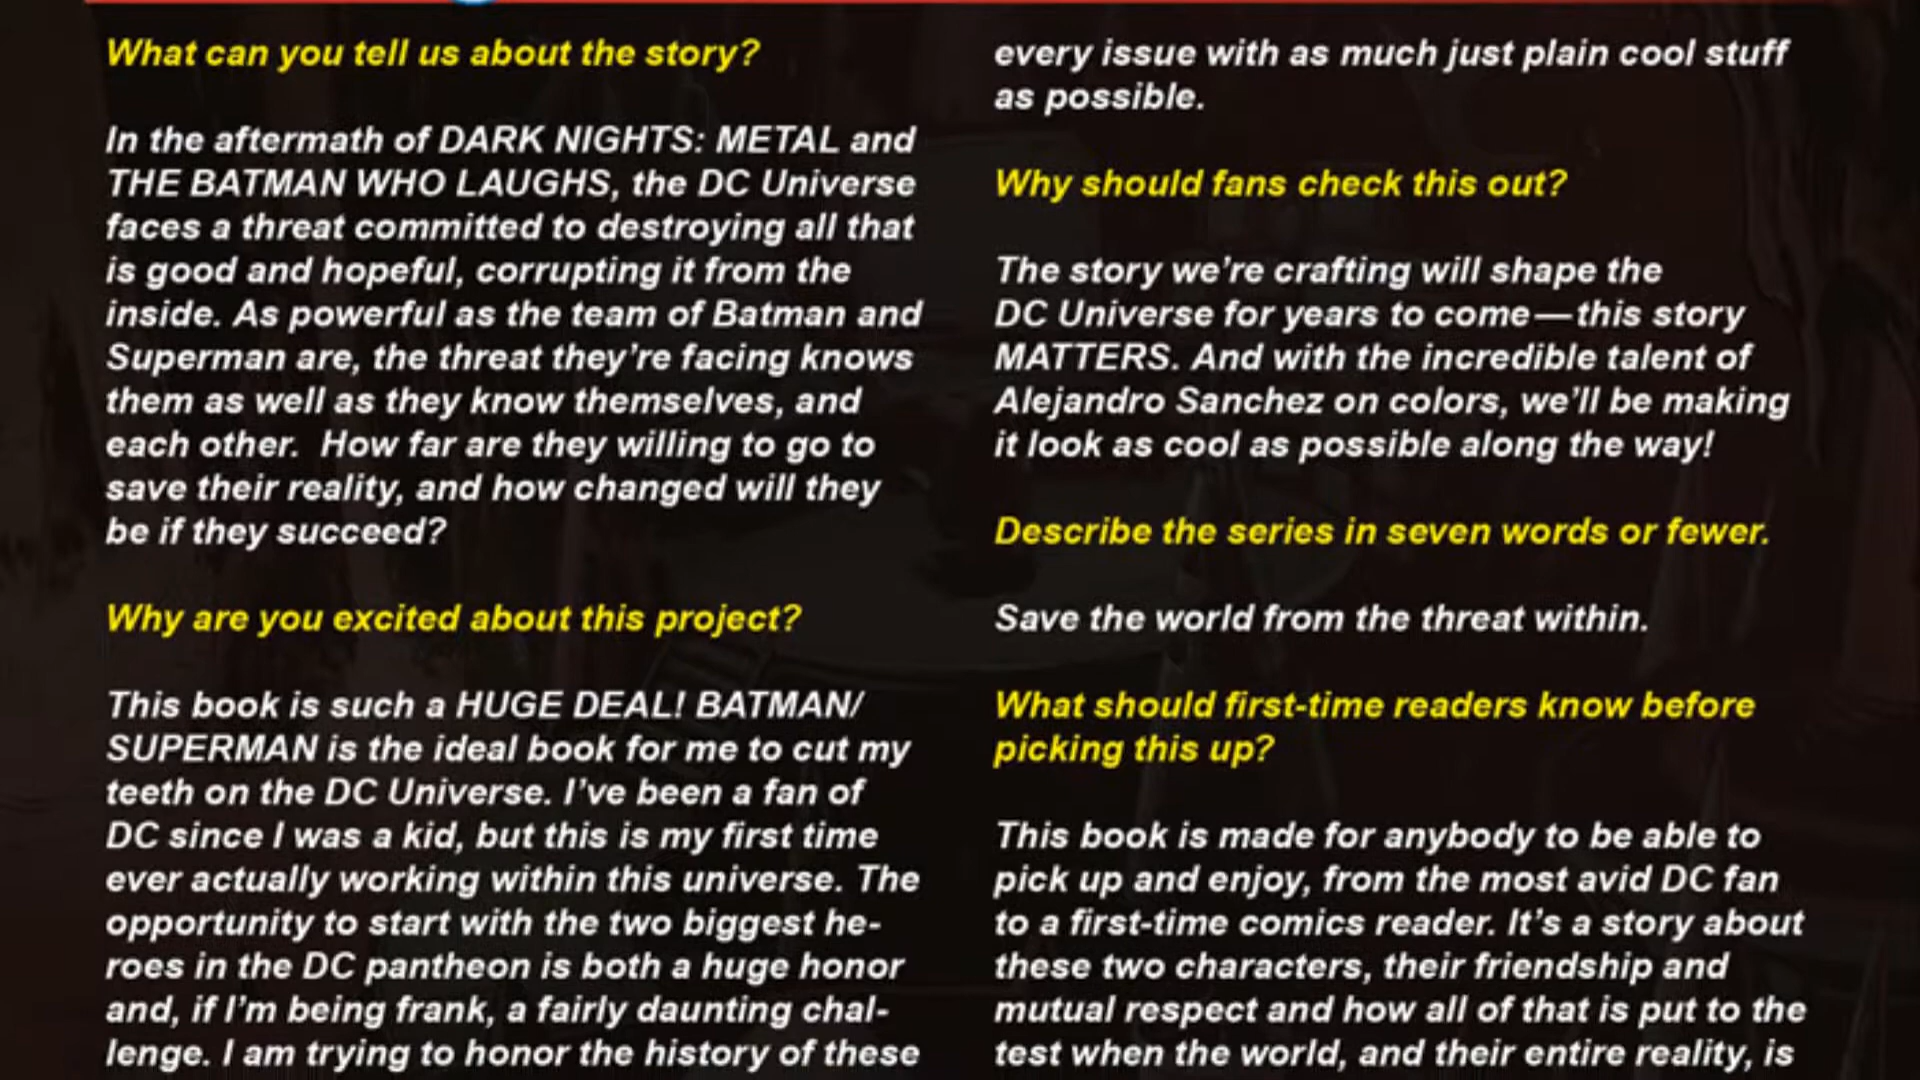 What can you tell us about the story?
In the aftermath of DARK NIGHTS: METAL and
THE BATMAN WHO LAUGHS, the DC Universe
faces a threat committed to destroying all that
is good and hopeful, corrupting it from the
inside. As powerful as the team of Batman and
Superman are, the threat they’re facing knows
them as well as they know themselves, and
each other.  How far are they willing to go to
save their reality, and how changed will they
be if they succeed?
Why are you excited about this project?
This book is such a HUGE DEAL! BATMAN/
SUPERMAN is the ideal book for me to cut my
teeth on the DC Universe. I’ve been a fan of
DC since I was a kid, but this is my first time
ever actually working within this universe. The
opportunity to start with the two biggest he-
roes in the DC pantheon is both a huge honor
and, if I’m being frank, a fairly daunting chal-
lenge. I am trying to honor the history of these
every issue with as much just plain cool stuff
as possible.
Why should fans check this out?
The story we’re crafting will shape the
DC Universe for years to come—this story
MATTERS. And with the incredible talent of
Alejandro Sanchez on colors, we’ll be making
it look as cool as possible along the way!
Describe the series in seven words or fewer.
Save the world from the threat within.
What should first-time readers know before
picking this up?
This book is made for anybody to be able to
pick up and enjoy, from the most avid DC fan
to a first-time comics reader. It’s a story about
these two characters, their friendship and
mutual respect and how all of that is put to the
test when the world, and their entire reality, is